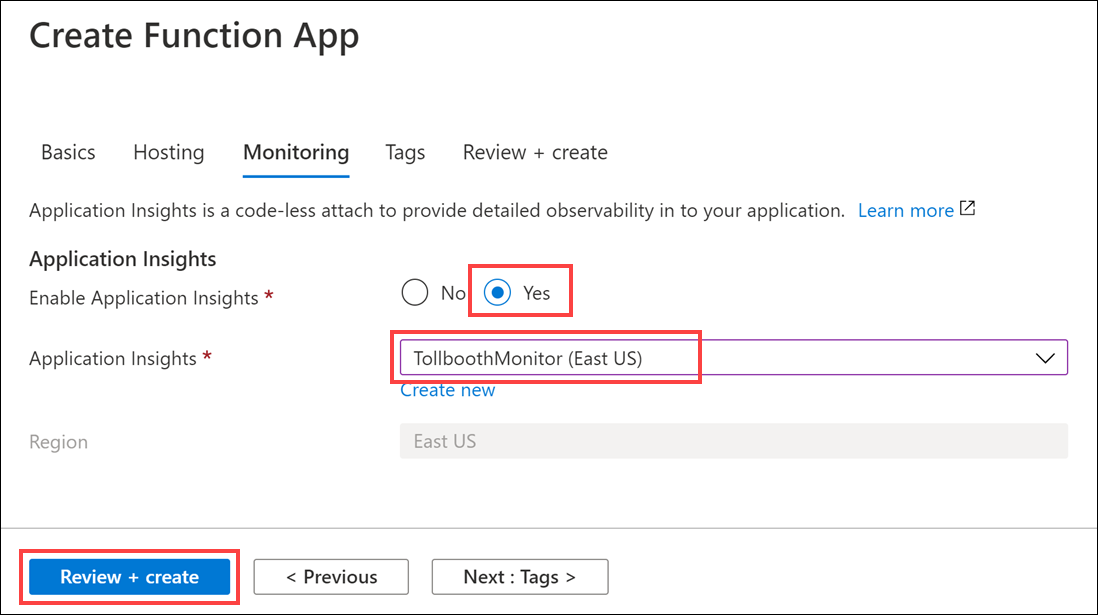 Create Function App
Basics Hosting Monitoring Tags Review + create
Application Insights is a code-less attach to provide detailed observability in to your application. Learn more
Application Insights
Enable Application Insights * No Yes
Application Insights * TollboothMonitor (East US)
Create new
Region East US
Review + create < Previous Next : Tags >